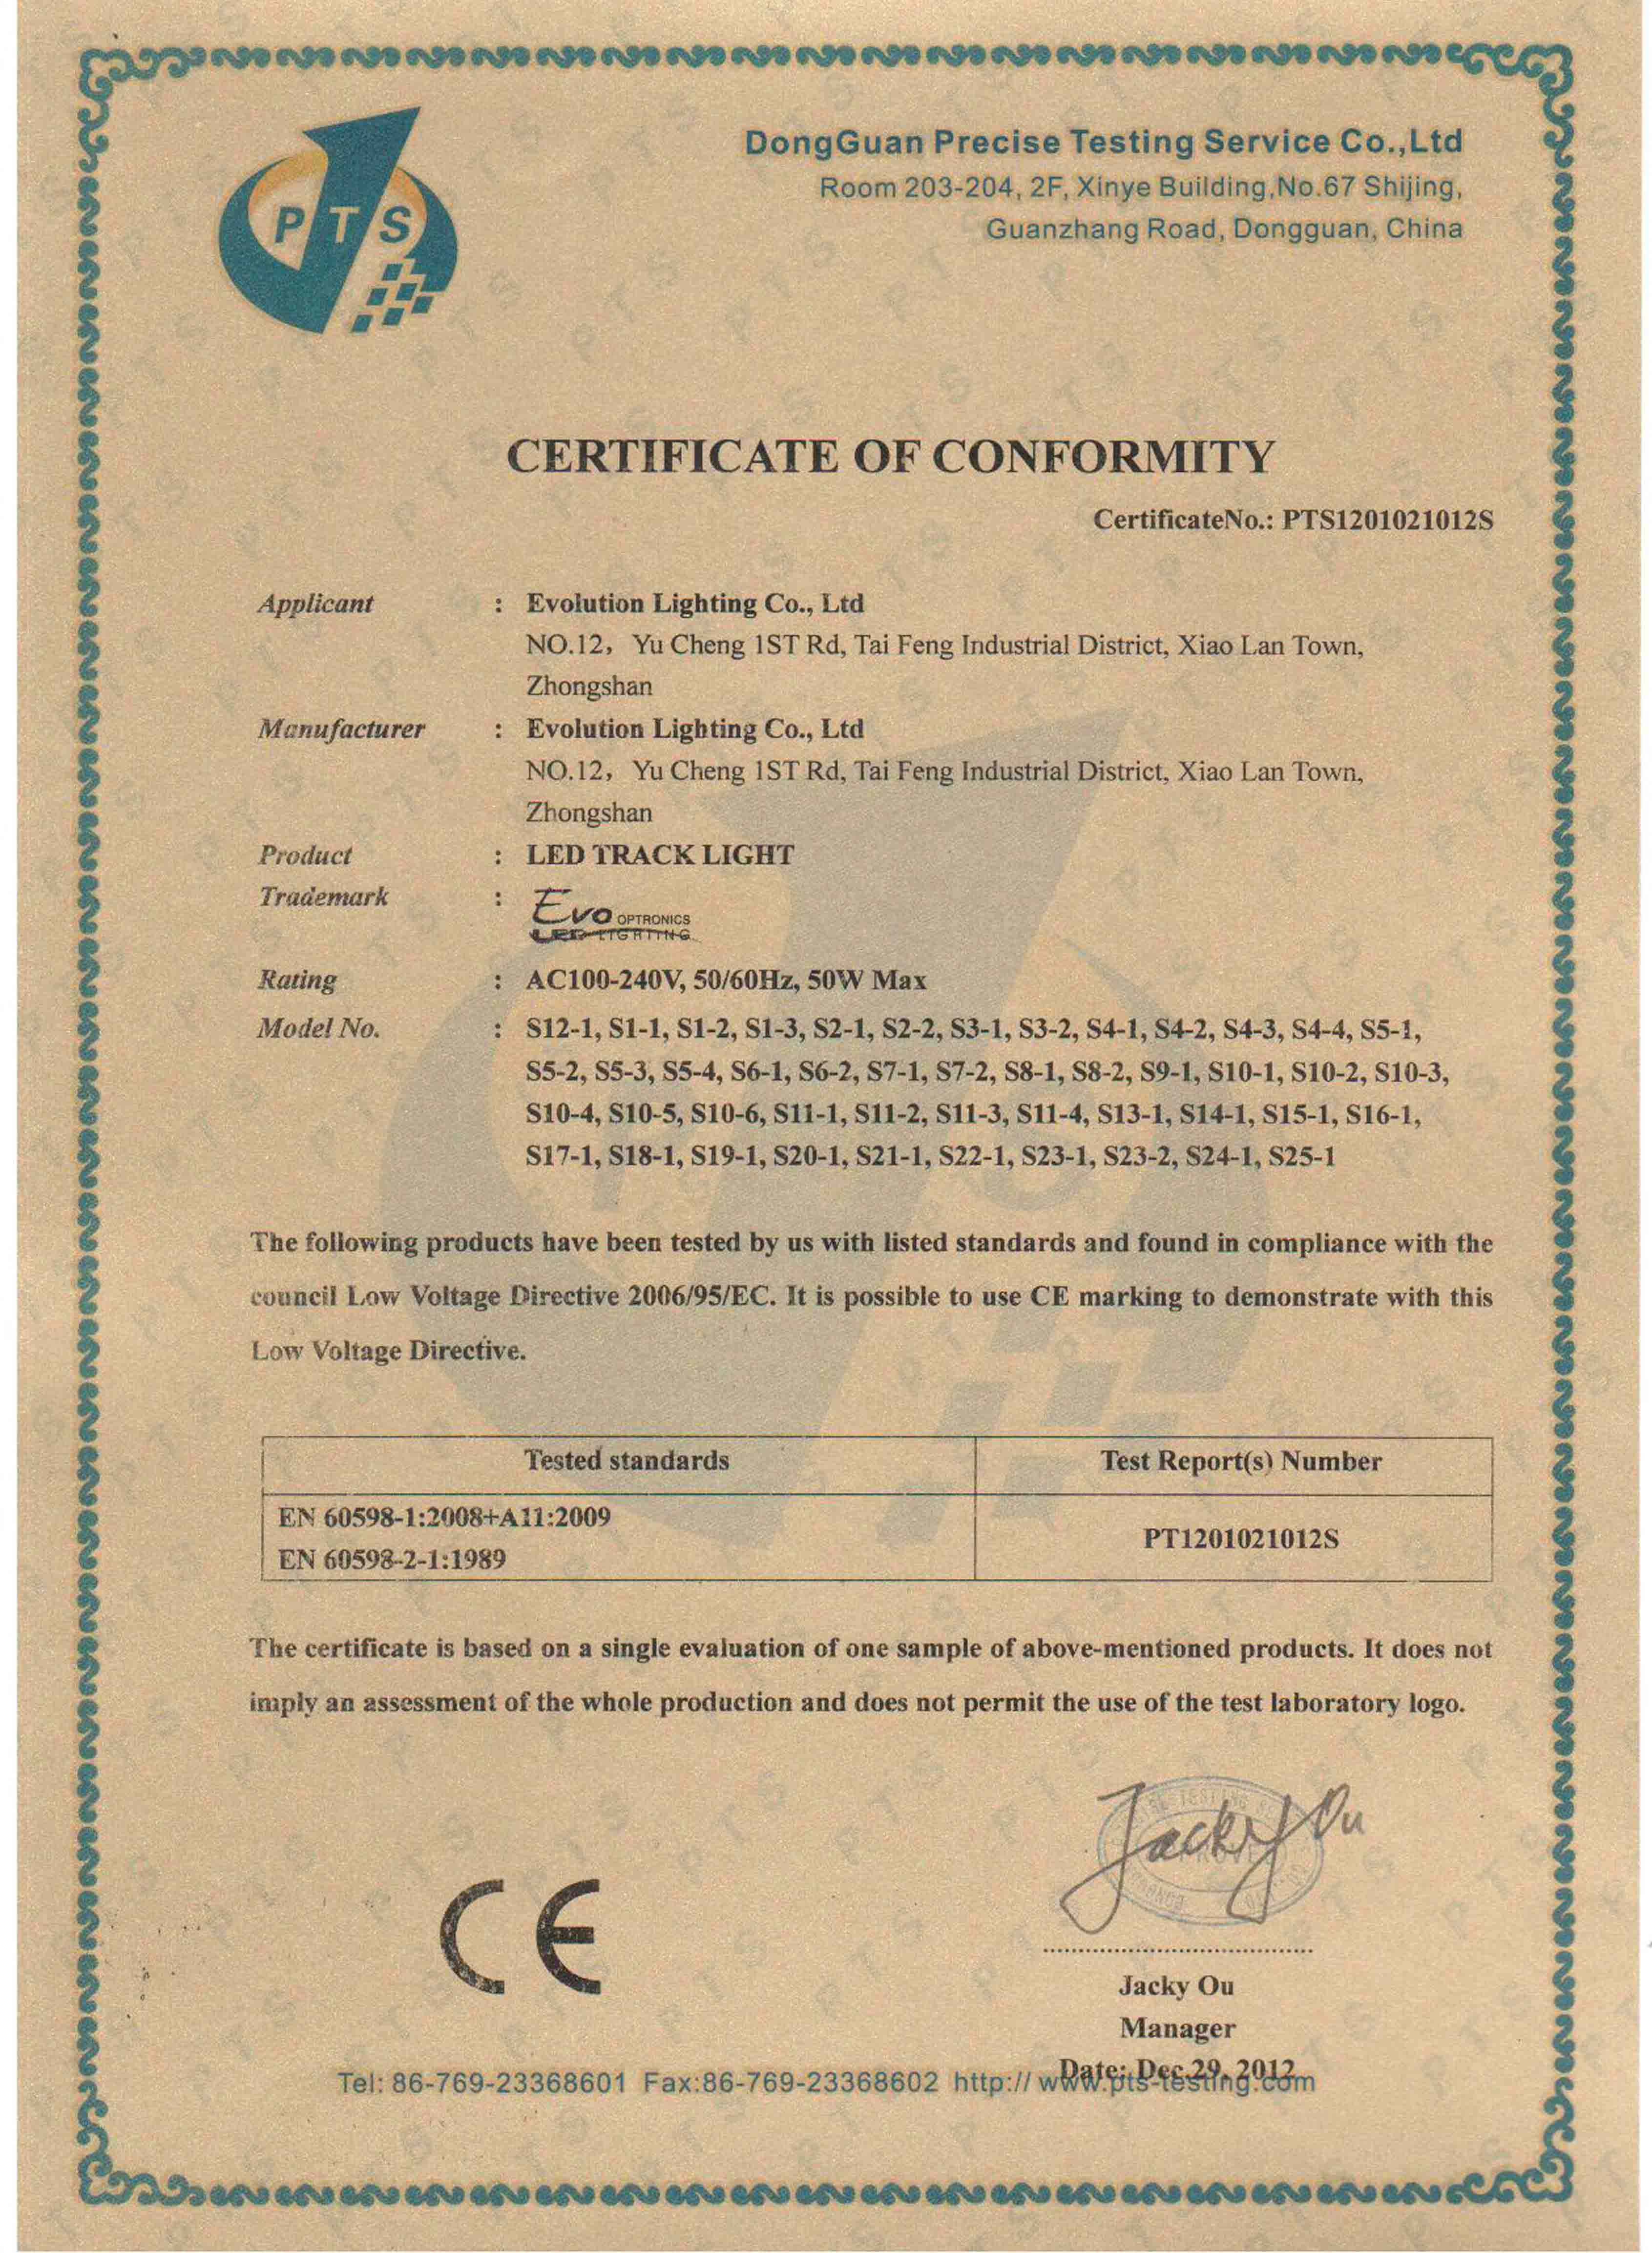 PTS
DongGuan Precise Testing Service Co.,Ltd
Room 203-204, 2F, Xinye Building,No.67 Shijing,
Guanzhang Road, Dongguan, China
CERTIFICATE OF CONFORMITY
CertificateNo.: PTS1201021012S
Applicant : Evolution Lighting Co., Ltd
NO.12, Yu Cheng 1ST Rd, Tai Feng Industrial District, Xiao Lan Town,
Zhongshan
Manufacturer : Evolution Lighting Co., Ltd
NO.12, Yu Cheng 1ST Rd, Tai Feng Industrial District, Xiao Lan Town,
Zhongshan
Product : LED TRACK LIGHT
Trademark : Evo OPTRONICS
LED LIGHTING
Rating : AC100-240V, 50/60Hz, 50W Max
Model No. : S12-1, S1-1, S1-2, S1-3, S2-1, S2-2, S3-1, S3-2, S4-1, S4-2, S4-3, S4-4, S5-1,
S5-2, S5-3, S5-4, S6-1, S6-2, S7-1, S7-2, S8-1, S8-2, S9-1, S10-1, S10-2, S10-3,
S10-4, S10-5, S10-6, S11-1, S11-2, S11-3, S11-4, S13-1, S14-1, S15-1, S16-1,
S17-1, S18-1, S19-1, S20-1, S21-1, S22-1, S23-1, S23-2, S24-1, S25-1
The following products have been tested by us with listed standards and found in compliance with the
council Low Voltage Directive 2006/95/EC. It is possible to use CE marking to demonstrate with this
Low Voltage Directive.
Tested standards Test Report(s) Number
EN 60598-1:2008+A11:2009
EN 60598-2-1:1989
PT1201021012S
The certificate is based on a single evaluation of one sample of above-mentioned products. It does not
imply an assessment of the whole production and does not permit the use of the test laboratory logo.
Jacky Ou
CE
Jacky Ou
Manager
Date: Dec.29, 2012
Tel: 86-769-23368601 Fax:86-769-23368602 http://www.pts-testing.com